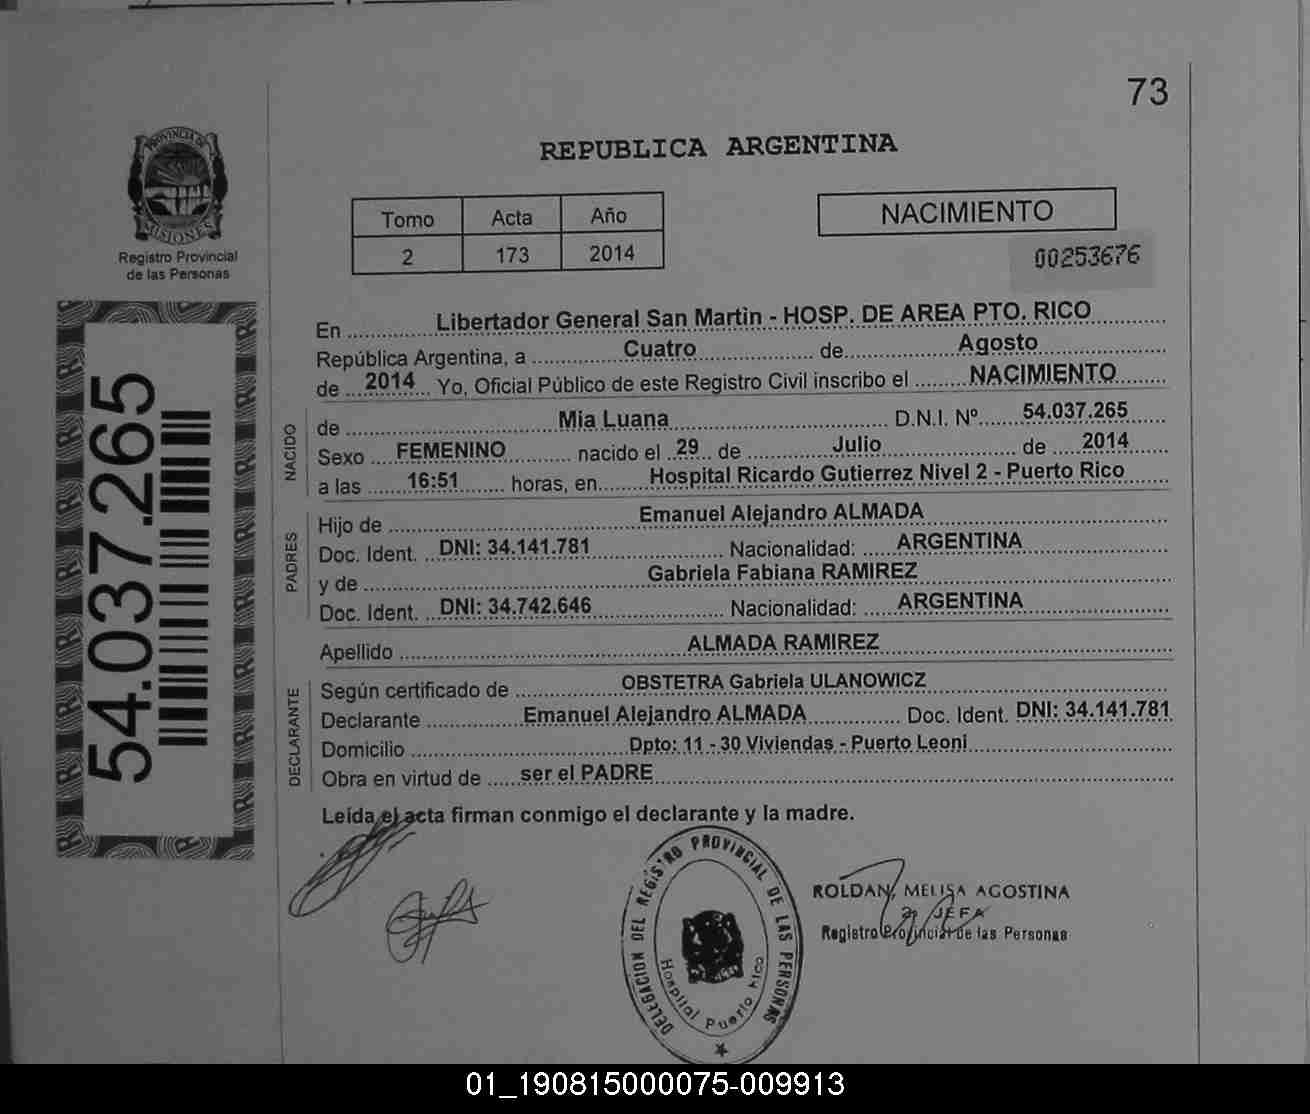 73
REPUBLICA ARGENTINA
PROVINCIA DE
MISIONES
Registro Provincial
de las Personas
Tomo Acta Año
2 173 2014
NACIMIENTO
00253676
54.037.265
En Libertador General San Martin - HOSP. DE AREA PTO. RICO
República Argentina, a Cuatro de Agosto
de 2014 Yo, Oficial Público de este Registro Civil inscribo el NACIMIENTO
NACIDO
de Mia Luana D.N.I. Nº 54.037.265
Sexo FEMENINO nacido el 29 de Julio de 2014
a las 16:51 horas, en Hospital Ricardo Gutierrez Nivel 2 - Puerto Rico
PADRES
Hijo de Emanuel Alejandro ALMADA
Doc. Ident. DNI: 34.141.781 Nacionalidad: ARGENTINA
y de Gabriela Fabiana RAMIREZ
Doc. Ident. DNI: 34.742.646 Nacionalidad: ARGENTINA
Apellido ALMADA RAMIREZ
DECLARANTE
Según certificado de OBSTETRA Gabriela ULANOWICZ
Declarante Emanuel Alejandro ALMADA Doc. Ident. DNI: 34.141.781
Domicilio Dpto: 11 - 30 Viviendas - Puerto Leoni
Obra en virtud de ser el PADRE
Leída el acta firman conmigo el declarante y la madre.
DELEGACION DEL REGISTRO PROVINCIAL DE LAS PERSONAS
Hospital Puerto Rico
ROLDAN, MELISA AGOSTINA
JEFA
Registro Provincial de las Personas
01_190815000075-009913